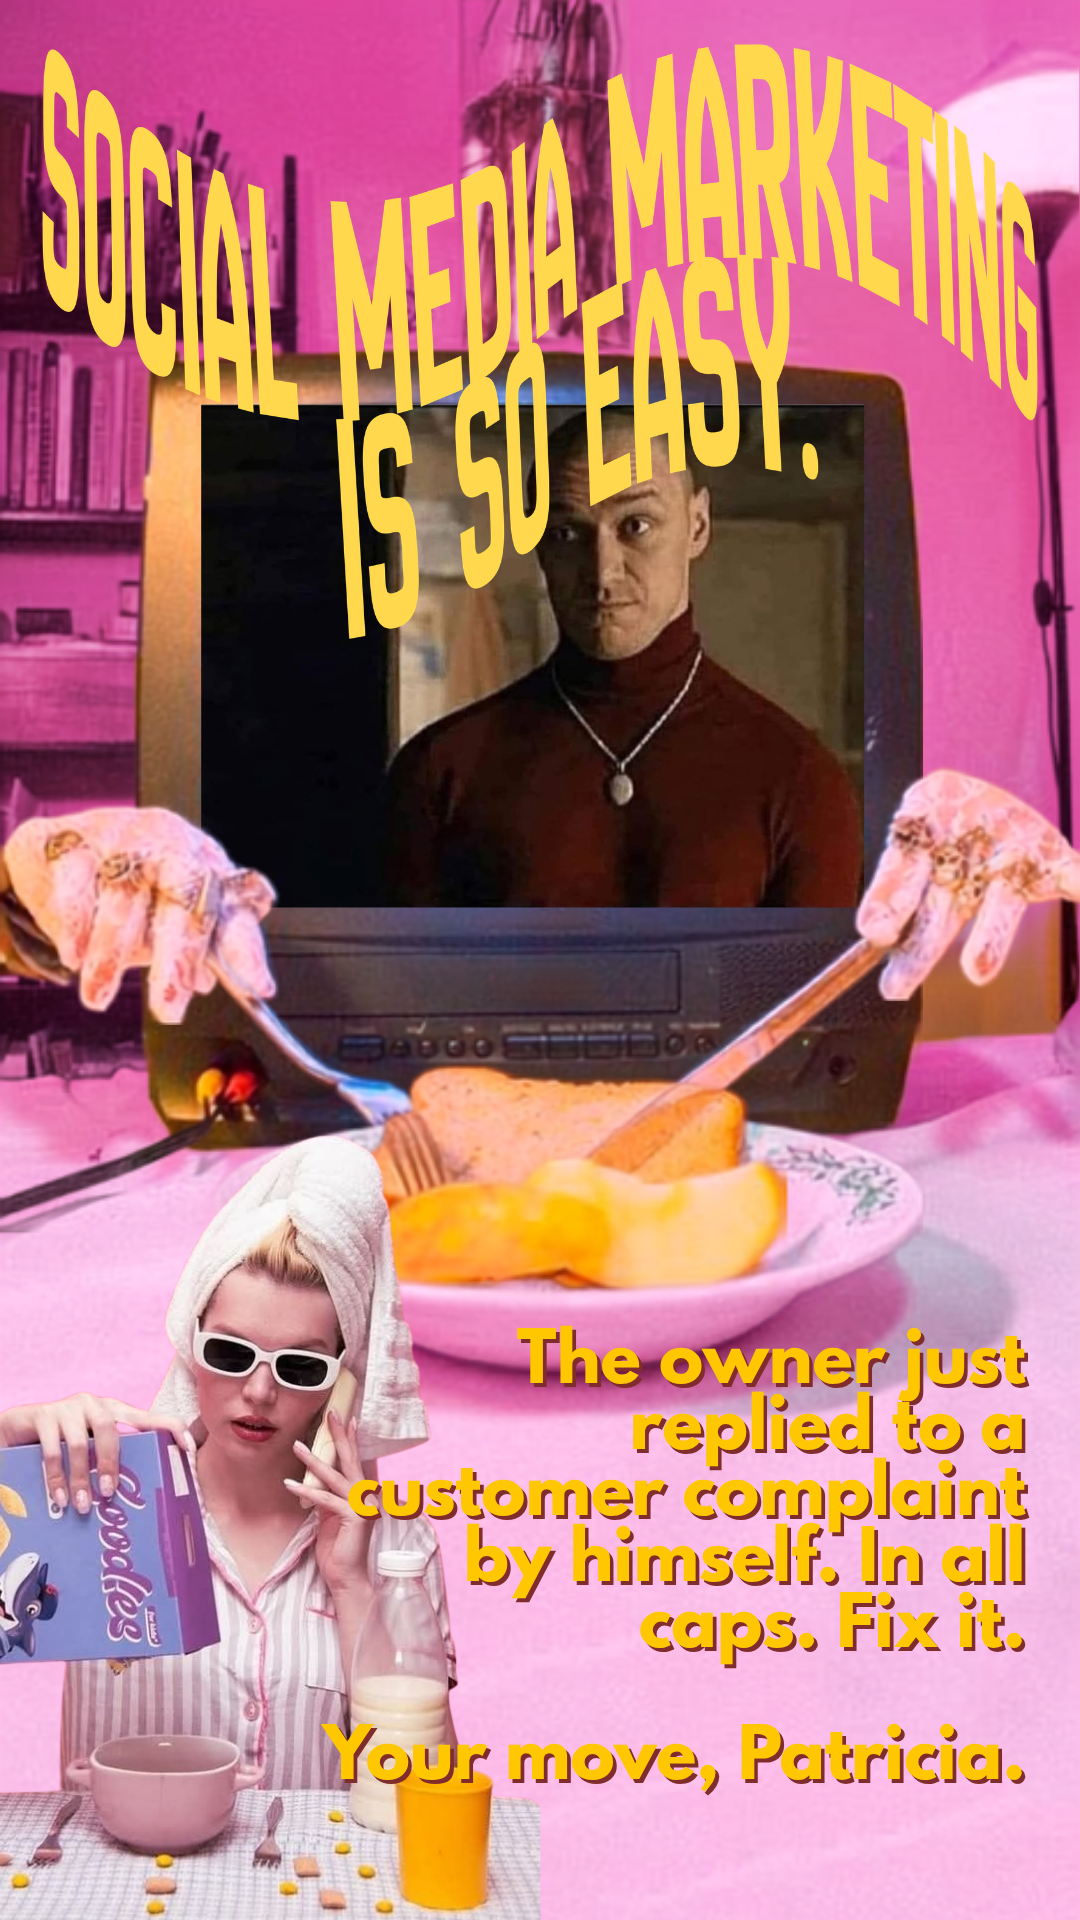 SOCIAL MEDIA MARKETING
IS SO EASY.
Goodies
The owner just
replied to a
customer complaint
by himself. In all
caps. Fix it.
Your move, Patricia.